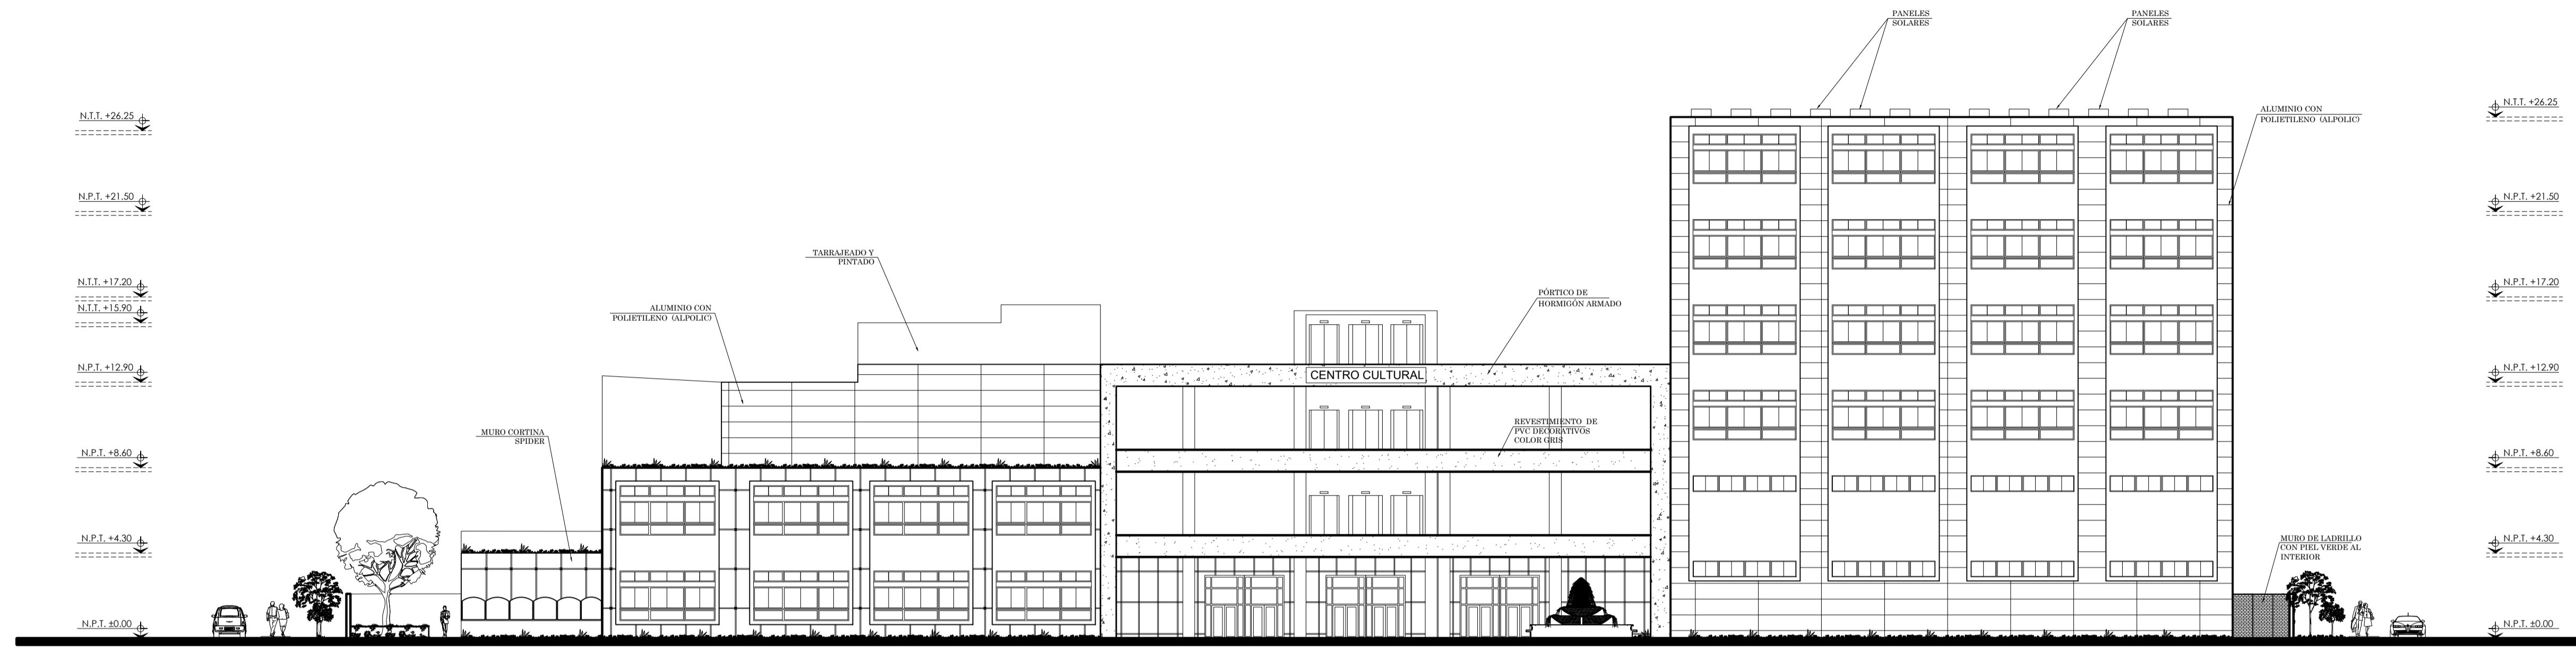 N.T.T. +26.25
N.P.T. +21.50
N.T.T. +17.20
N.T.T. +15.90
N.P.T. +12.90
N.P.T. +8.60
N.P.T. +4.30
N.P.T. ±0.00
MURO CORTINA
SPIDER
ALUMINIO CON
POLIETILENO (ALPOLIC)
TARRAJEADO Y
PINTADO
CENTRO CULTURAL
PÓRTICO DE
HORMIGÓN ARMADO
REVESTIMIENTO DE
PVC DECORATIVOS
COLOR GRIS
PANELES
SOLARES
PANELES
SOLARES
ALUMINIO CON
POLIETILENO (ALPOLIC)
MURO DE LADRILLO
CON PIEL VERDE AL
INTERIOR
N.T.T. +26.25
N.P.T. +21.50
N.P.T. +17.20
N.P.T. +12.90
N.P.T. +8.60
N.P.T. +4.30
N.P.T. ±0.00